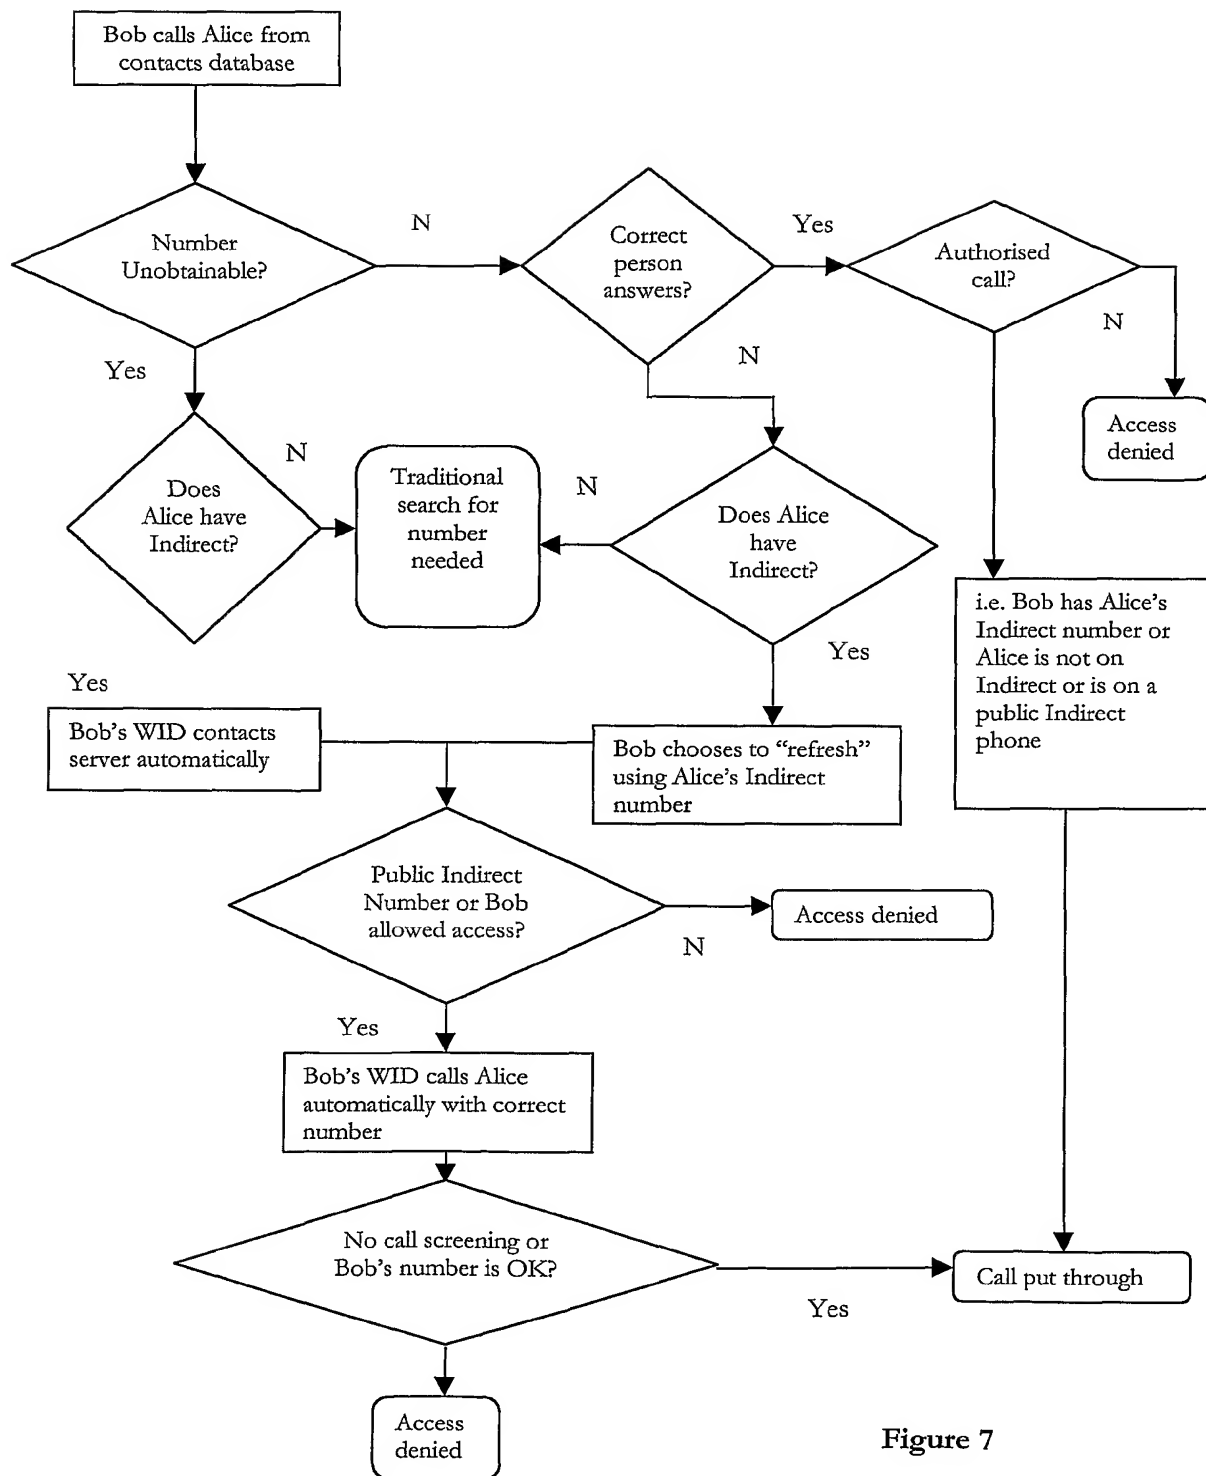 Bob calls Alice from
contacts database
Number
Unobtainable?
N
Correct
person
answers?
Yes
Authorised
call?
N
Access
denied
Yes
N
Does
Alice have
Indirect?
N
Traditional
search for
number
needed
N
Does Alice
have
Indirect?
i.e. Bob has Alice's
Indirect number or
Alice is not on
Indirect or is on a
public Indirect
phone
Yes
Yes
Bob's WID contacts
server automatically
Bob chooses to “refresh”
using Alice's Indirect
number
Public Indirect
Number or Bob
allowed access?
N
Access denied
Yes
Bob's WID calls Alice
automatically with correct
number
No call screening or
Bob's number is OK?
Yes
Call put through
Access
denied
Figure 7